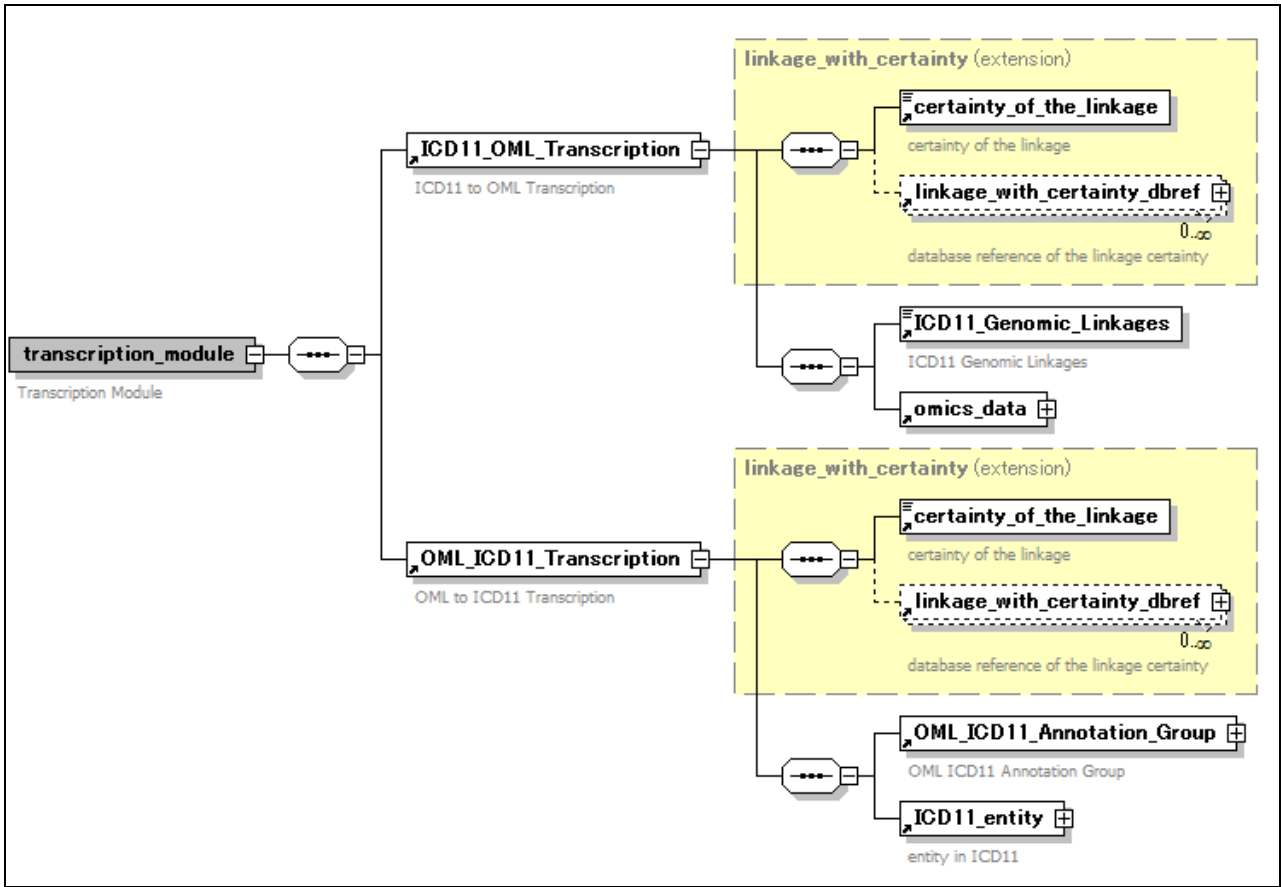 linkage_with_certainty (extension)
certainty_of_the_linkage
certainty of the linkage
linkage_with_certainty_dbref
0..∞
database reference of the linkage certainty
ICD11_OML_Transcription
ICD11 to OML Transcription
ICD11_Genomic_Linkages
ICD11 Genomic Linkages
omics_data
transcription_module
Transcription Module
linkage_with_certainty (extension)
certainty_of_the_linkage
certainty of the linkage
linkage_with_certainty_dbref
0..∞
database reference of the linkage certainty
OML_ICD11_Transcription
OML to ICD11 Transcription
OML_ICD11_Annotation_Group
OML ICD11 Annotation Group
ICD11_entity
entity in ICD11